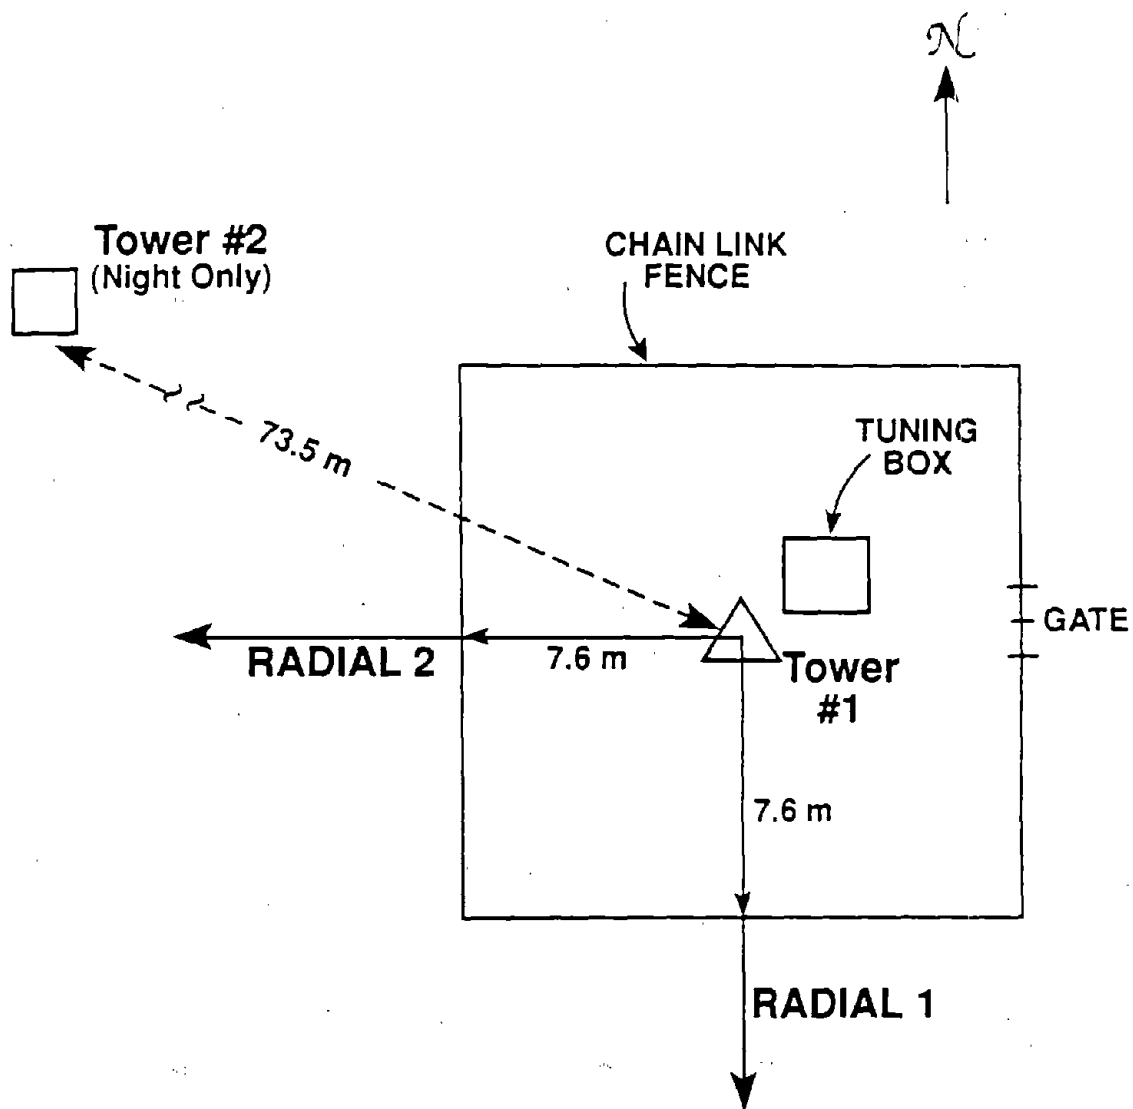 N
Tower #2
(Night Only)
CHAIN LINK
FENCE
73.5 m
TUNING
BOX
GATE
RADIAL 2
7.6 m
Tower
#1
7.6 m
RADIAL 1